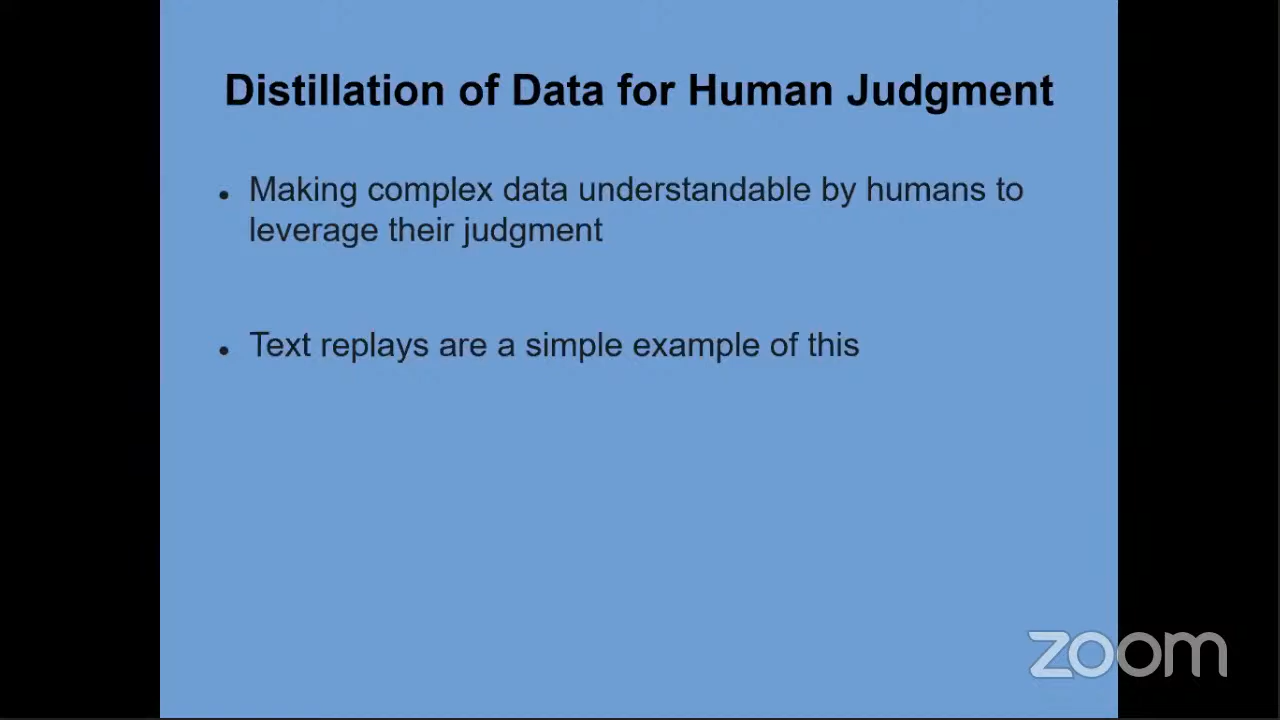 Distillation of Data for Human Judgment
• Making complex data understandable by humans to
leverage their judgment
• Text replays are a simple example of this
zoom